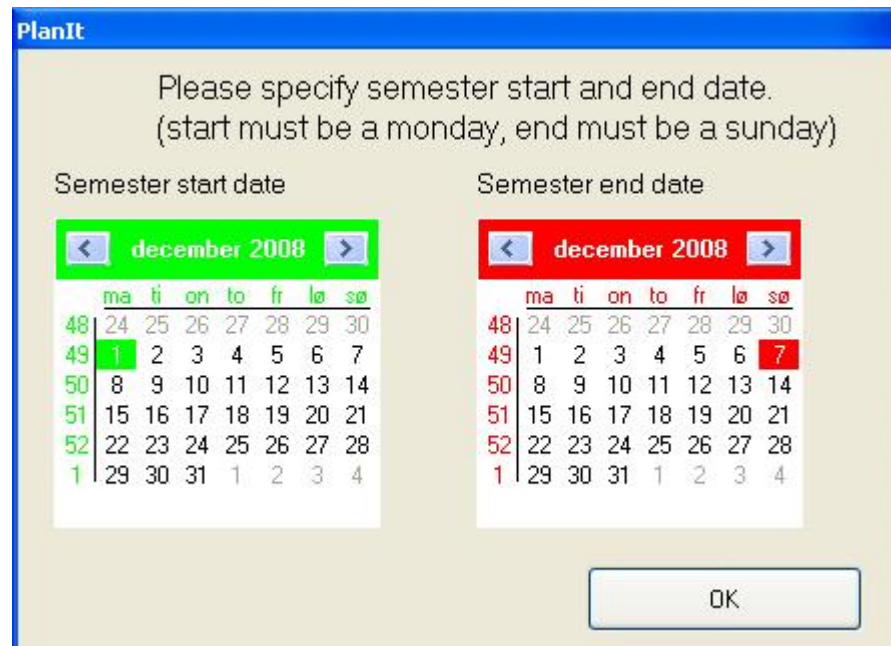 PlanIt
Please specify semester start and end date.
(start must be a monday, end must be a sunday)
Semester start date
december 2008
ma ti on to fr lø sø
48 24 25 26 27 28 29 30
49 1 2 3 4 5 6 7
50 8 9 10 11 12 13 14
51 15 16 17 18 19 20 21
52 22 23 24 25 26 27 28
1 29 30 31 1 2 3 4
Semester end date
december 2008
ma ti on to fr lø sø
48 24 25 26 27 28 29 30
49 1 2 3 4 5 6 7
50 8 9 10 11 12 13 14
51 15 16 17 18 19 20 21
52 22 23 24 25 26 27 28
1 29 30 31 1 2 3 4
OK